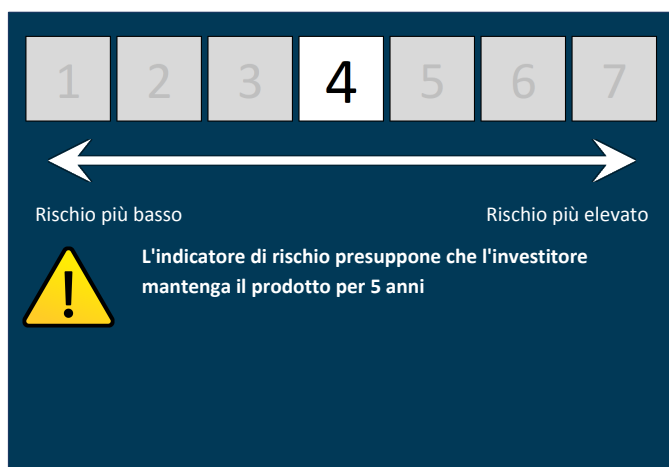 1 2 3 4 5 6 7
Rischio più basso Rischio più elevato
L'indicatore di rischio presuppone che l'investitore
mantenga il prodotto per 5 anni